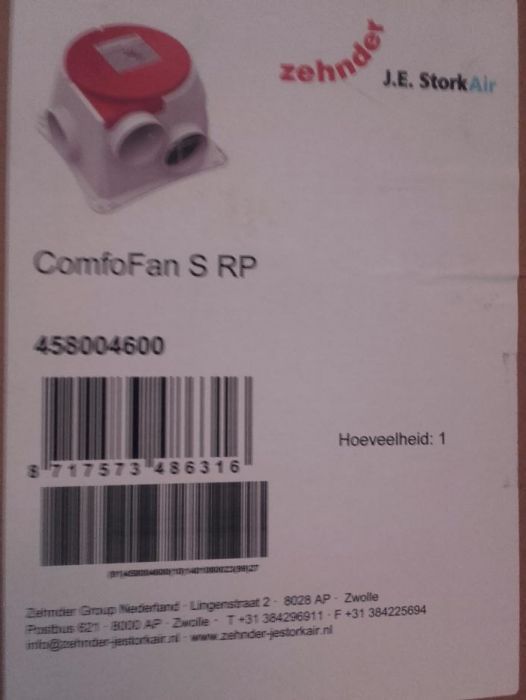 zehnder
J.E. StorkAir
ComfoFan S RP
458004600
8 717573 486316
Hoeveelheid: 1
Zehnder Group Nederland · Lingenstraat 2 · 8028 AP · Zwolle
Postbus 621 · 8000 AP · Zwolle · T +31 384296911 · F +31 384225694
info@zehnder-jestorkair.nl · www.zehnder-jestorkair.nl